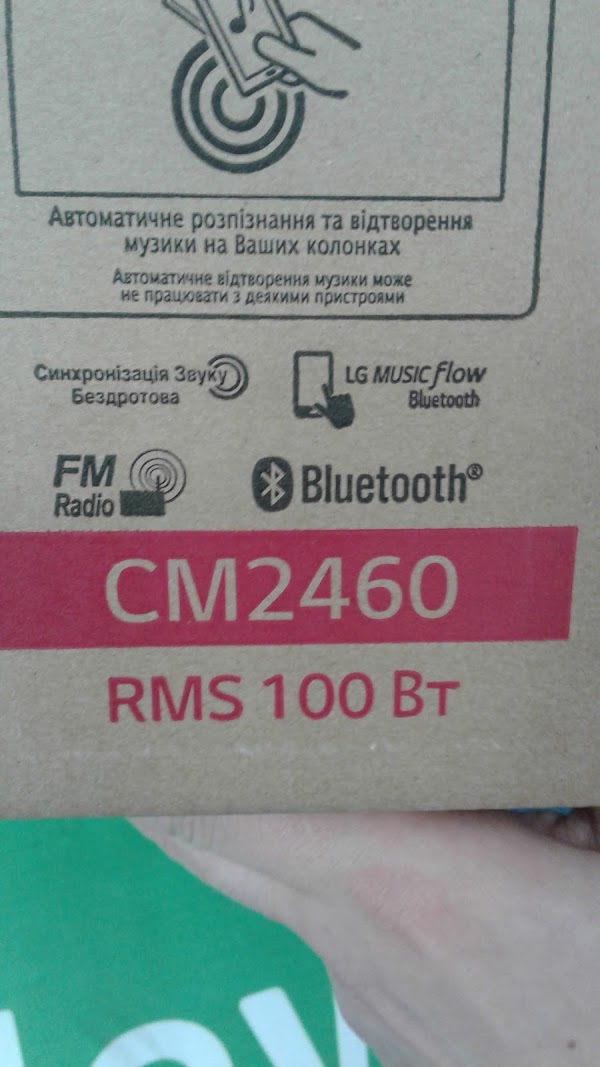 Автоматичне розпізнання та відтворення
музики на Ваших колонках
Автоматичне відтворення музики може
не працювати з деякими пристроями
Синхронізація Звуку
Бездротова
LG MUSIC flow
Bluetooth
FM
Radio
Bluetooth®
CM2460
RMS 100 Вт